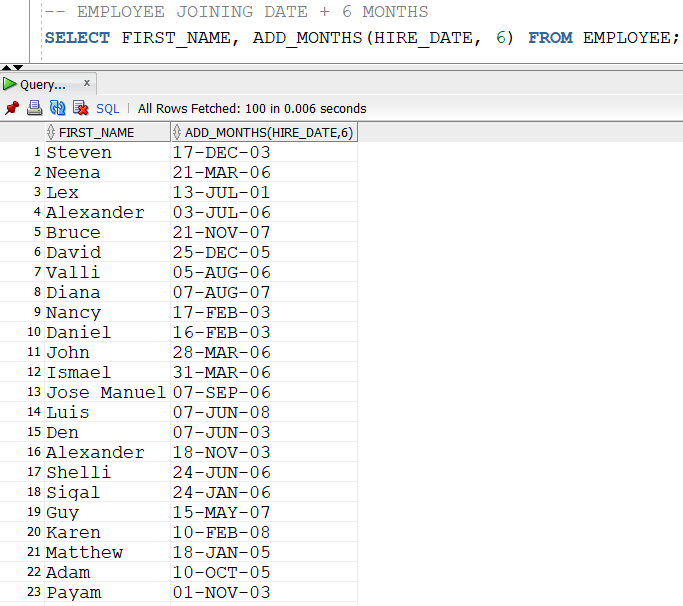 -- EMPLOYEE JOINING DATE + 6 MONTHS
SELECT FIRST_NAME, ADD_MONTHS(HIRE_DATE, 6) FROM EMPLOYEE;
Query... x
SQL | All Rows Fetched: 100 in 0.006 seconds
FIRST_NAME ADD_MONTHS(HIRE_DATE,6)
1 Steven 17-DEC-03
2 Neena 21-MAR-06
3 Lex 13-JUL-01
4 Alexander 03-JUL-06
5 Bruce 21-NOV-07
6 David 25-DEC-05
7 Valli 05-AUG-06
8 Diana 07-AUG-07
9 Nancy 17-FEB-03
10 Daniel 16-FEB-03
11 John 28-MAR-06
12 Ismael 31-MAR-06
13 Jose Manuel 07-SEP-06
14 Luis 07-JUN-08
15 Den 07-JUN-03
16 Alexander 18-NOV-03
17 Shelli 24-JUN-06
18 Sigal 24-JAN-06
19 Guy 15-MAY-07
20 Karen 10-FEB-08
21 Matthew 18-JAN-05
22 Adam 10-OCT-05
23 Payam 01-NOV-03